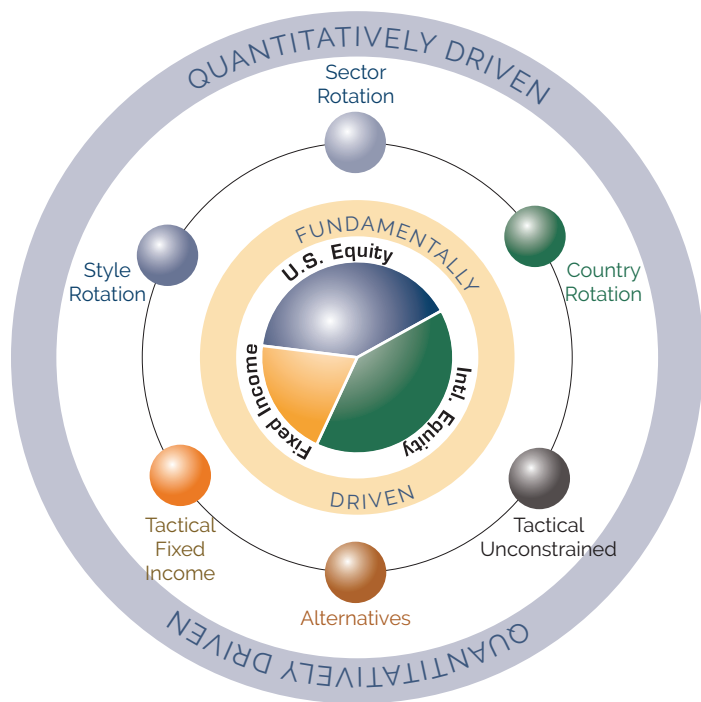 QUANTITATIVELY DRIVEN
Sector
Rotation
Style
Rotation
Country
Rotation
FUNDAMENTALLY
U.S. Equity
Intl. Equity
Fixed Income
DRIVEN
Tactical
Fixed
Income
Tactical
Unconstrained
Alternatives
QUANTITATIVELY DRIVEN